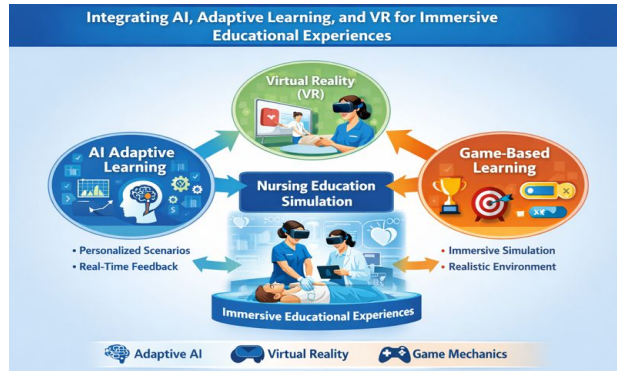 Integrating AI, Adaptive Learning, and VR for Immersive
Educational Experiences
Virtual Reality
(VR)
AI Adaptive
Learning
Game-Based
Learning
Nursing Education
Simulation
• Personalized Scenarios
• Real-Time Feedback
• Immersive Simulation
• Realistic Environment
Immersive Educational Experiences
Adaptive AI
Virtual Reality
Game Mechanics